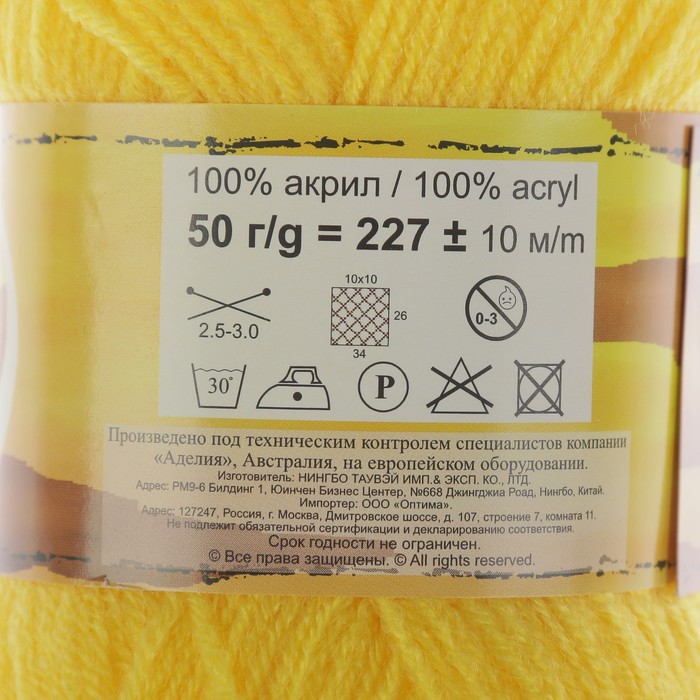 100% акрил / 100% acryl
50 г/g = 227 ± 10 м/m
10x10
2.5-3.0
26
0-3
34
30°
P
Произведено под техническим контролем специалистов компании
«Аделия», Австралия, на европейском оборудовании.
Изготовитель: НИНГБО ТАУВЭЙ ИМП.& ЭКСП. КО., ЛТД.
Адрес: РМ9-6 Билдинг 1, Юинчен Бизнес Центер, №668 Джингджиа Роад, Нингбо, Китай.
Импортер: ООО «Оптима».
Адрес: 127247, Россия, г. Москва, Дмитровское шоссе, д. 107, строение 7, комната 11.
Не подлежит обязательной сертификации и декларированию соответствия.
Срок годности не ограничен.
© Все права защищены. © All rights reserved.